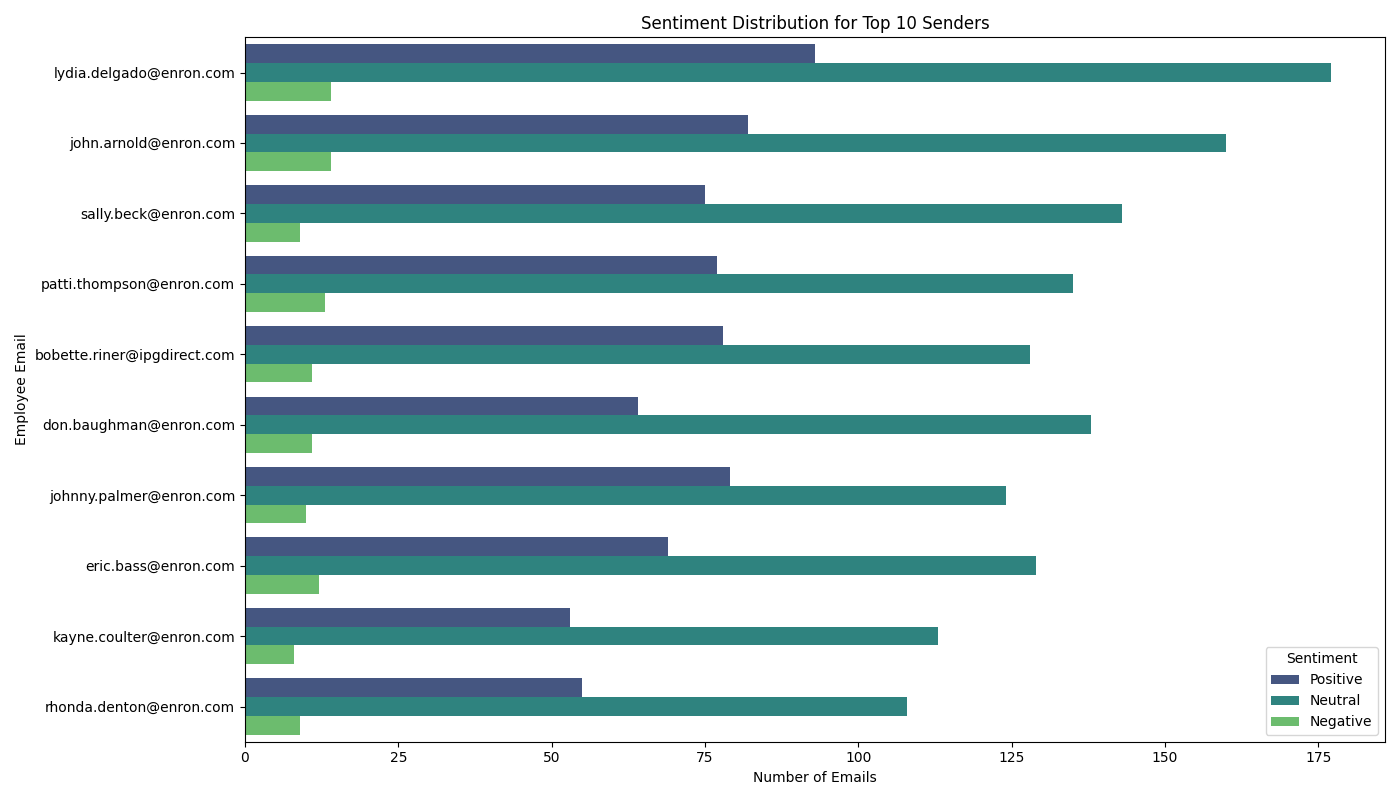 Sentiment Distribution for Top 10 Senders
Employee Email
lydia.delgado@enron.com
john.arnold@enron.com
sally.beck@enron.com
patti.thompson@enron.com
bobette.riner@ipgdirect.com
don.baughman@enron.com
johnny.palmer@enron.com
eric.bass@enron.com
kayne.coulter@enron.com
rhonda.denton@enron.com
Sentiment
Positive
Neutral
Negative
0 25 50 75 100 125 150 175
Number of Emails